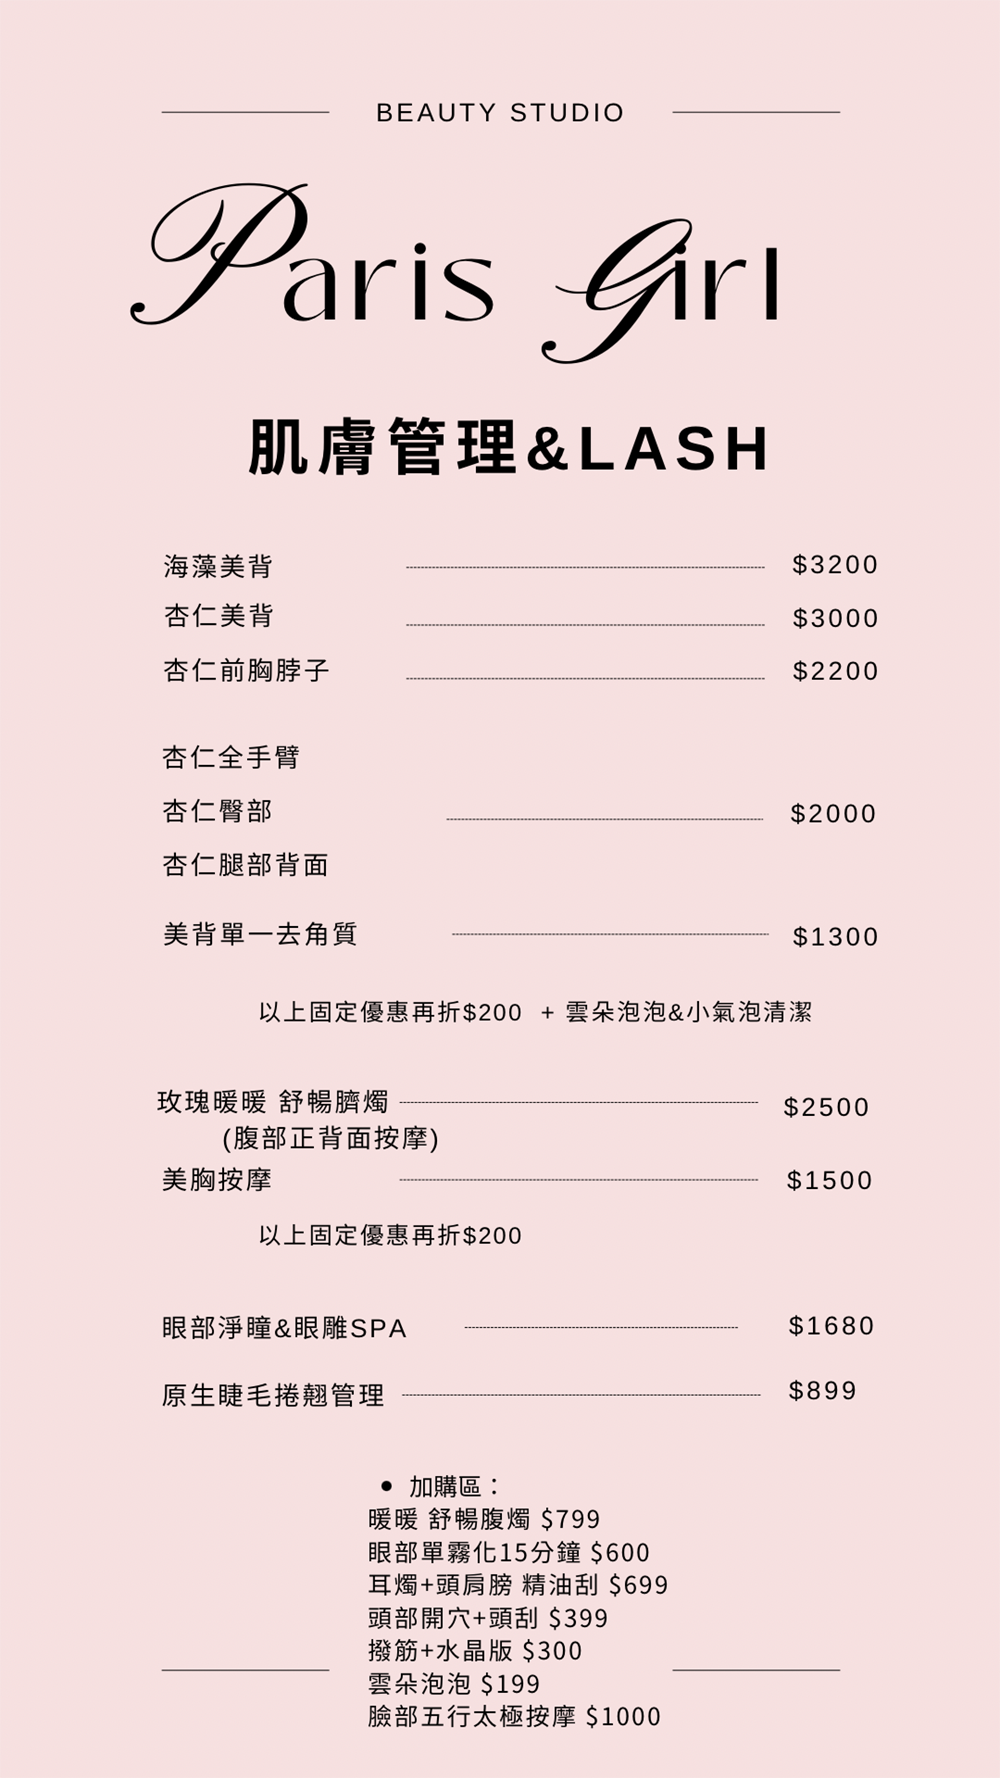 BEAUTY STUDIO
Paris Girl
肌膚管理&LASH
海藻美背 $3200
杏仁美背 $3000
杏仁前胸脖子 $2200
杏仁全手臂
杏仁臀部 $2000
杏仁腿部背面
美背單一去角質 $1300
以上固定優惠再折$200 + 雲朵泡泡&小氣泡清潔
玫瑰暖暖 舒暢臍燭 $2500
(腹部正背面按摩)
美胸按摩 $1500
以上固定優惠再折$200
眼部淨瞳&眼雕SPA $1680
原生睫毛捲翹管理 $899
• 加購區：
暖暖 舒暢腹燭 $799
眼部單霧化15分鐘 $600
耳燭+頭肩膀 精油刮 $699
頭部開穴+頭刮 $399
撥筋+水晶版 $300
雲朵泡泡 $199
臉部五行太極按摩 $1000